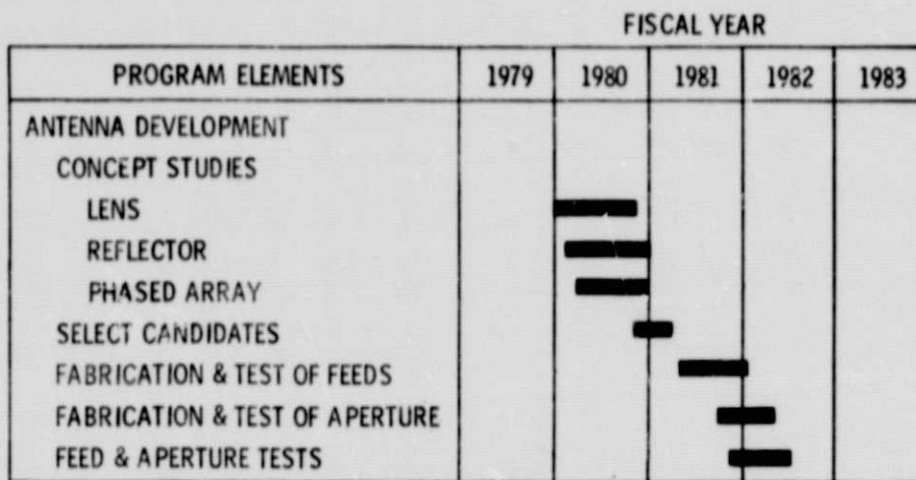 FISCAL YEAR
PROGRAM ELEMENTS 1979 1980 1981 1982 1983
ANTENNA DEVELOPMENT
CONCEPT STUDIES
LENS
REFLECTOR
PHASED ARRAY
SELECT CANDIDATES
FABRICATION & TEST OF FEEDS
FABRICATION & TEST OF APERTURE
FEED & APERTURE TESTS